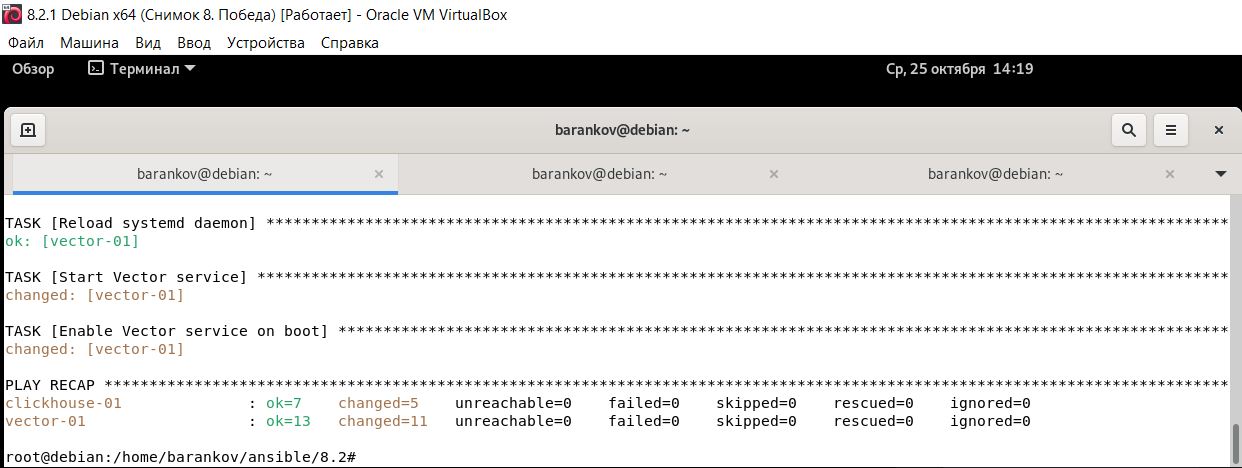 8.2.1 Debian x64 (Снимок 8. Победа) [Работает] - Oracle VM VirtualBox
Файл Машина Вид Ввод Устройства Справка
Обзор Терминал Ср, 25 октября 14:19
barankov@debian: ~
barankov@debian: ~ barankov@debian: ~ barankov@debian: ~
TASK [Reload systemd daemon] ***********************************************************************************************************
ok: [vector-01]
TASK [Start Vector service] ************************************************************************************************************
changed: [vector-01]
TASK [Enable Vector service on boot] ***************************************************************************************************
changed: [vector-01]
PLAY RECAP *****************************************************************************************************************************
clickhouse-01 : ok=7 changed=5 unreachable=0 failed=0 skipped=0 rescued=0 ignored=0
vector-01 : ok=13 changed=11 unreachable=0 failed=0 skipped=0 rescued=0 ignored=0
root@debian:/home/barankov/ansible/8.2#